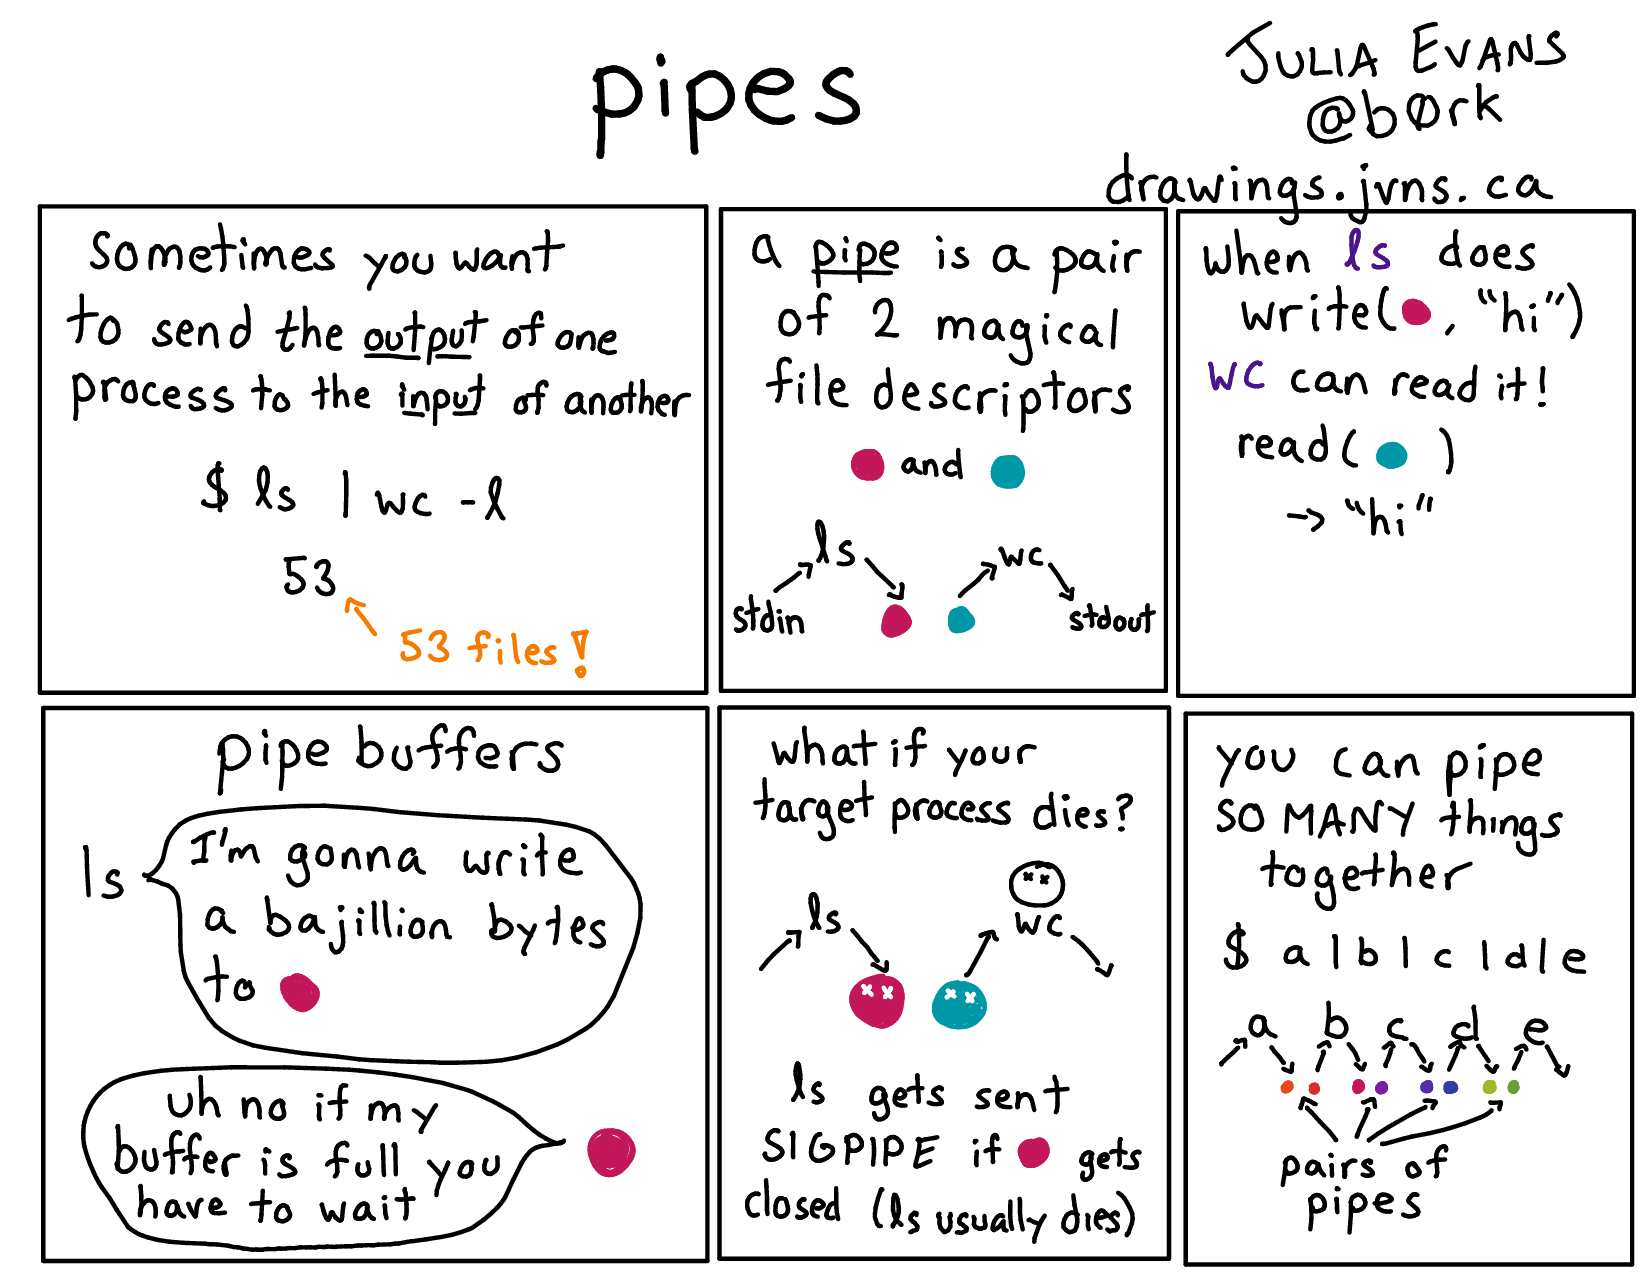 pipes
JULIA EVANS
@b0rk
drawings.jvns.ca
sometimes you want
to send the output of one
process to the input of another
$ ls | wc -l
53
53 files!
a pipe is a pair
of 2 magical
file descriptors
and
ls
wc
stdin
stdout
when ls does
write( , "hi")
wc can read it!
read( )
→ "hi"
pipe buffers
ls
I'm gonna write
a bajillion bytes
to
uh no if my
buffer is full you
have to wait
what if your
target process dies?
ls
wc
ls gets sent
SIGPIPE if gets
closed (ls usually dies)
you can pipe
SO MANY things
together
$ a|b|c|d|e
a b c d e
pairs of
pipes